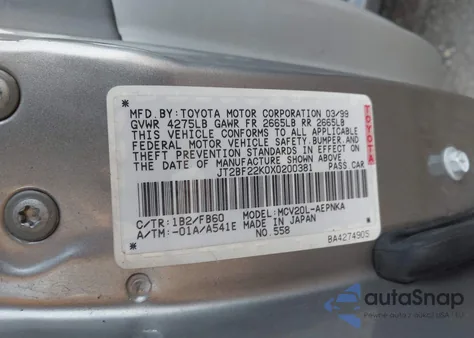 MFD.BY:TOYOTA MOTOR CORPORATION 03/99
GVWR 4275LB GAWR FR 2665LB RR 2665LB
THIS VEHICLE CONFORMS TO ALL APPLICABLE
FEDERAL MOTOR VEHICLE SAFETY, BUMPER, AND
THEFT PREVENTION STANDARDS IN EFFECT ON
THE DATE OF MANUFACTURE SHOWN ABOVE.
JT2BF22K0X0200381 PASS.CAR
TOYOTA
C/TR:1B2/FB60 MODEL:MCV20L-AEPNKA
A/TM:-01A/A541E MADE IN JAPAN
NO.558
BA427490S
autoSnap